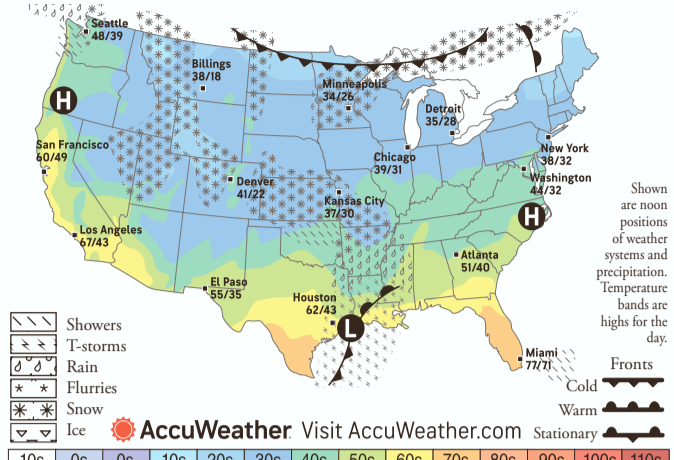 Seattle
48/39
Billings
38/18
Minneapolis
34/26
H
Detroit
35/28
San Francisco
60/49
New York
38/32
Chicago
39/31
Washington
44/32
Denver
41/22
Kansas City
37/30
H
Los Angeles
67/43
Atlanta
51/40
El Paso
55/35
Houston
62/43
L
Miami
77/71
Shown
are noon
positions
of weather
systems and
precipitation.
Temperature
bands are
highs for the
day.
Showers
T-storms
Rain
Flurries
Snow
Ice
Fronts
Cold
Warm
Stationary
AccuWeather Visit AccuWeather.com
-10s -0s 0s 10s 20s 30s 40s 50s 60s 70s 80s 90s 100s 110s